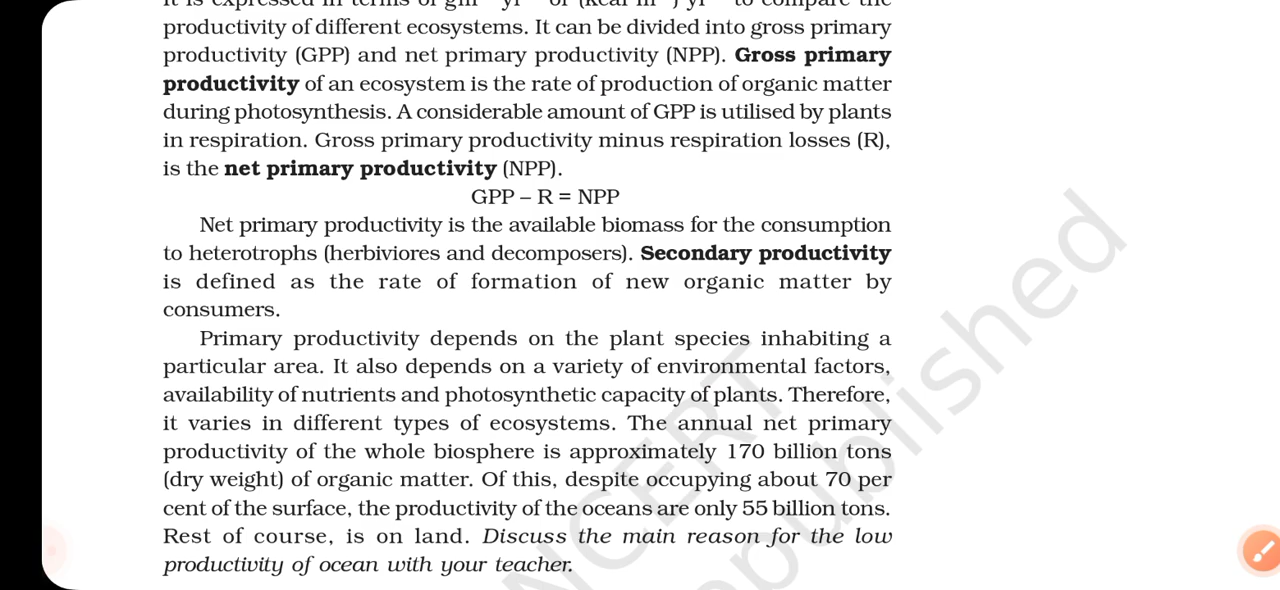 productivity of different ecosystems. It can be divided into gross primary
productivity (GPP) and net primary productivity (NPP). Gross primary
productivity of an ecosystem is the rate of production of organic matter
during photosynthesis. A considerable amount of GPP is utilised by plants
in respiration. Gross primary productivity minus respiration losses (R),
is the net primary productivity (NPP).
GPP – R = NPP
Net primary productivity is the available biomass for the consumption
to heterotrophs (herbiviores and decomposers). Secondary productivity
is defined as the rate of formation of new organic matter by
consumers.
Primary productivity depends on the plant species inhabiting a
particular area. It also depends on a variety of environmental factors,
availability of nutrients and photosynthetic capacity of plants. Therefore,
it varies in different types of ecosystems. The annual net primary
productivity of the whole biosphere is approximately 170 billion tons
(dry weight) of organic matter. Of this, despite occupying about 70 per
cent of the surface, the productivity of the oceans are only 55 billion tons.
Rest of course, is on land. Discuss the main reason for the low
productivity of ocean with your teacher.
NCERT
published